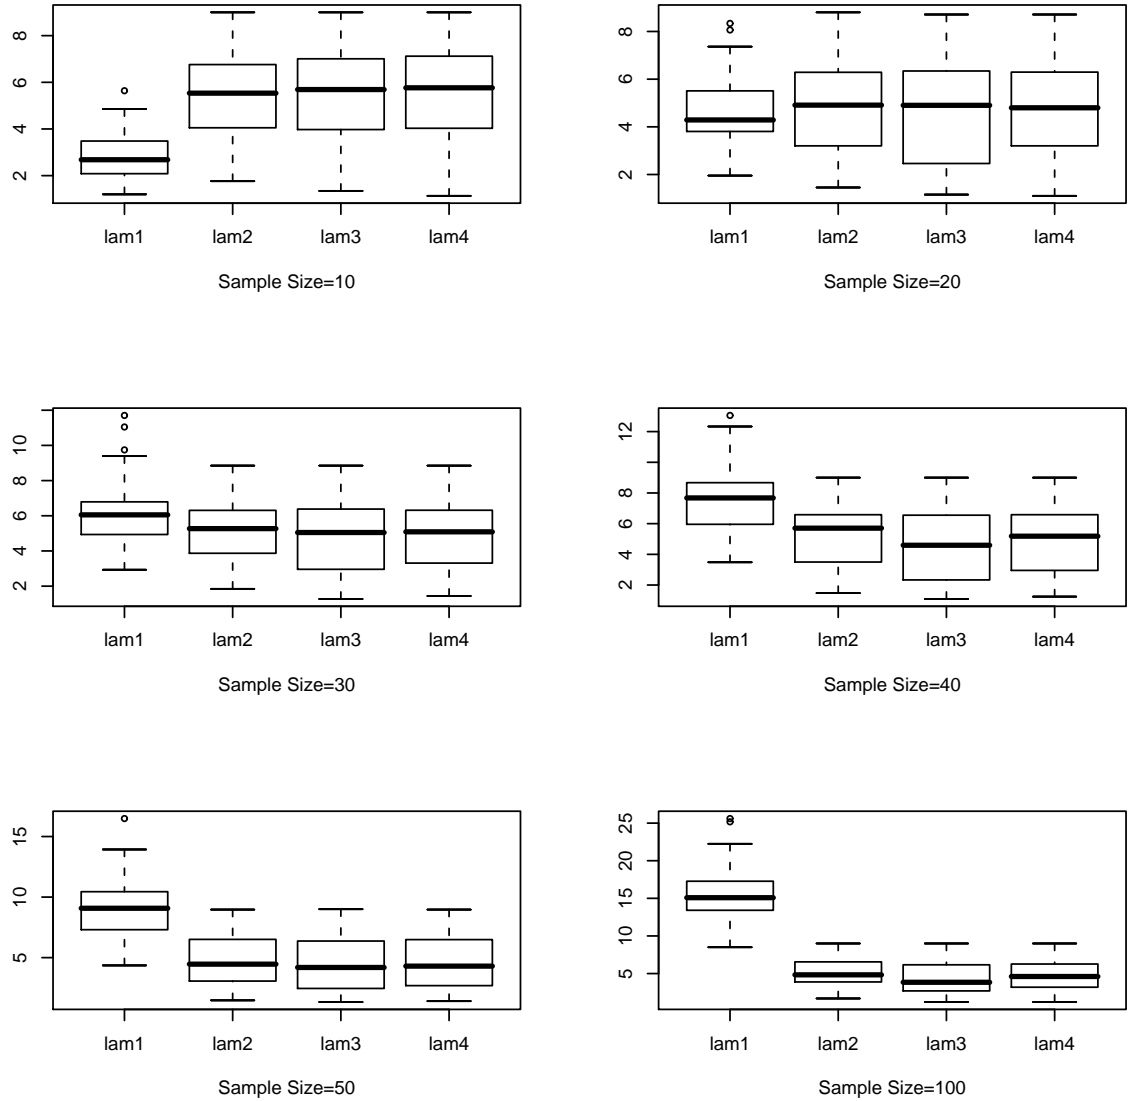 8
6
4
2
lam1 lam2 lam3 lam4
Sample Size=10
8
6
4
2
lam1 lam2 lam3 lam4
Sample Size=20
10
8
6
4
2
lam1 lam2 lam3 lam4
Sample Size=30
12
8
6
4
2
lam1 lam2 lam3 lam4
Sample Size=40
15
10
5
lam1 lam2 lam3 lam4
Sample Size=50
25
20
15
10
5
lam1 lam2 lam3 lam4
Sample Size=100